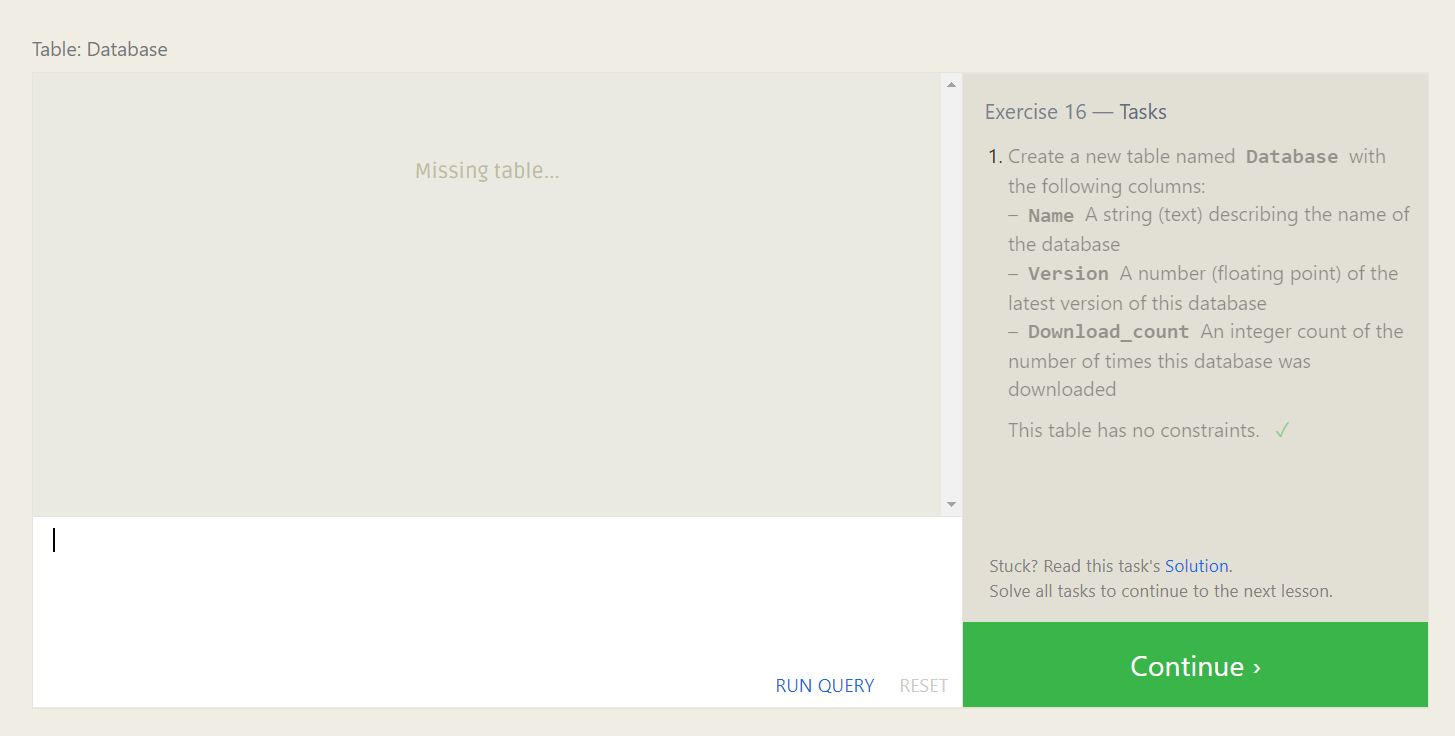 Table: Database
Missing table...
RUN QUERY RESET
Exercise 16 — Tasks
1. Create a new table named Database with
the following columns:
– Name A string (text) describing the name of
the database
– Version A number (floating point) of the
latest version of this database
– Download_count An integer count of the
number of times this database was
downloaded
This table has no constraints. ✓
Stuck? Read this task's Solution.
Solve all tasks to continue to the next lesson.
Continue ›